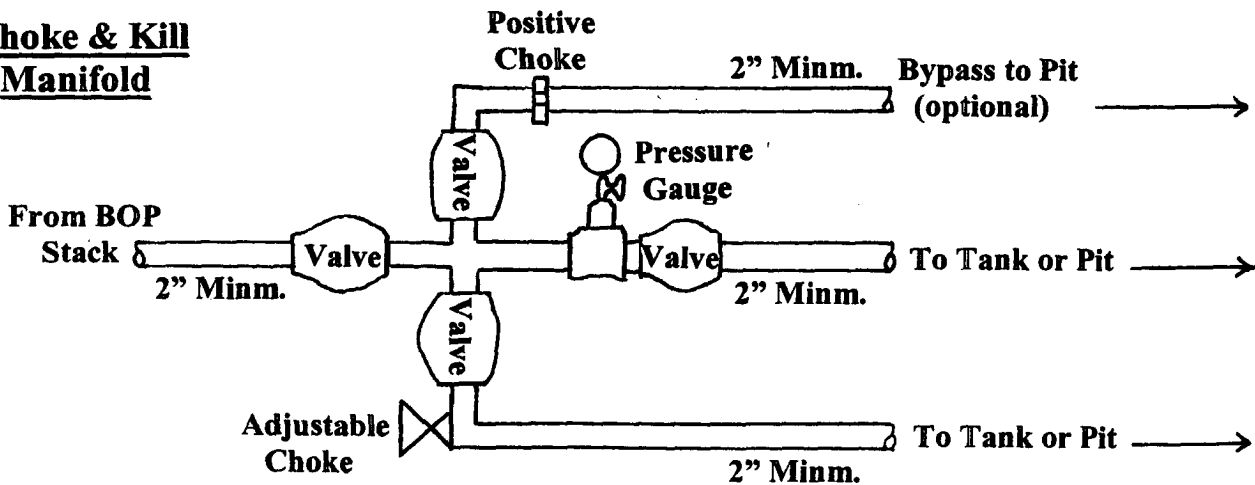 hoke & Kill
Manifold
Positive
Choke
2” Minm.
Bypass to Pit
(optional)
Valve
Pressure
Gauge
From BOP
Stack
Valve
Valve
To Tank or Pit
2” Minm.
2” Minm.
Valve
Adjustable
Choke
To Tank or Pit
2” Minm.